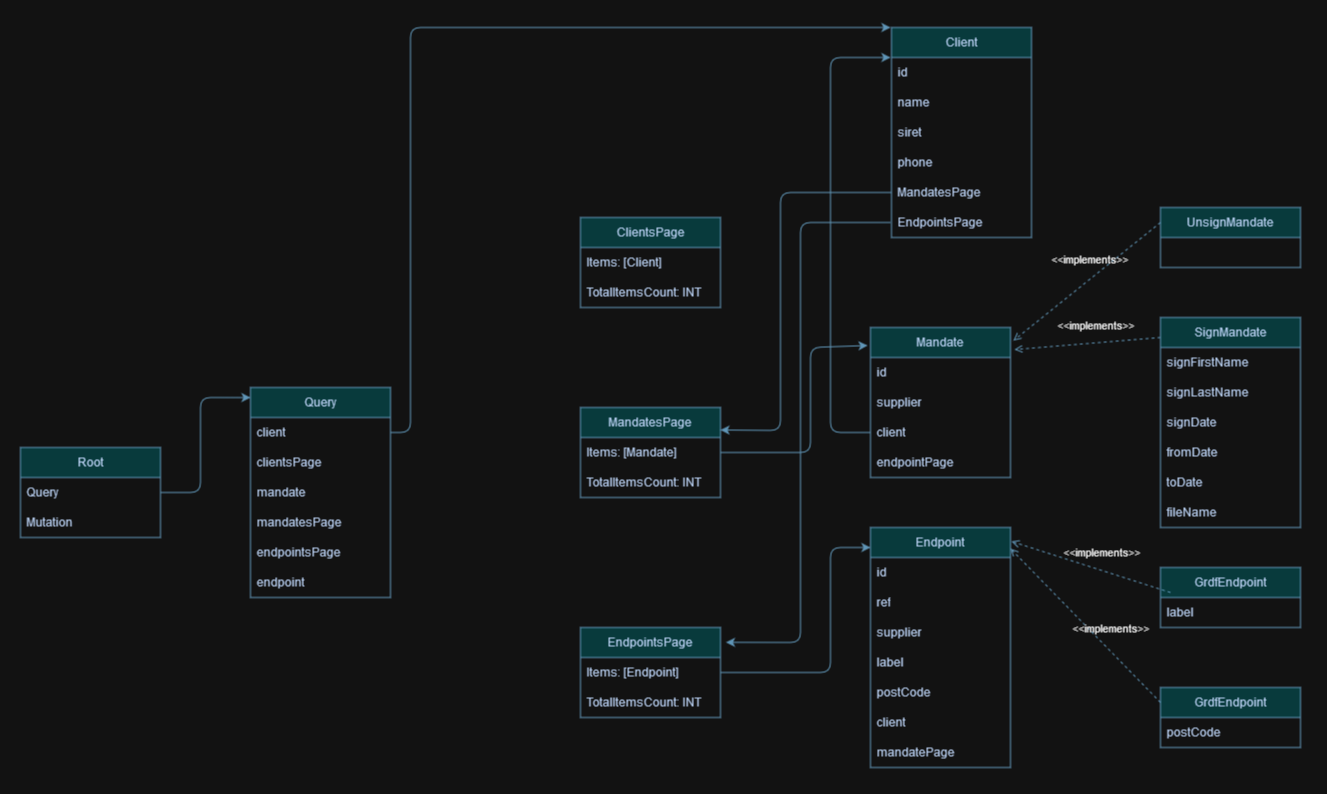 Client
id
name
siret
phone
MandatesPage
EndpointsPage
ClientsPage
Items: [Client]
TotalItemsCount: INT
UnsignMandate
<<implements>>
<<implements>>
SignMandate
signFirstName
signLastName
signDate
fromDate
toDate
fileName
Mandate
id
supplier
client
endpointPage
Query
client
clientsPage
mandate
mandatesPage
endpointsPage
endpoint
Root
Query
Mutation
MandatesPage
Items: [Mandate]
TotalItemsCount: INT
Endpoint
id
ref
supplier
label
postCode
client
mandatePage
<<implements>>
GrdfEndpoint
label
<<implements>>
GrdfEndpoint
postCode
EndpointsPage
Items: [Endpoint]
TotalItemsCount: INT